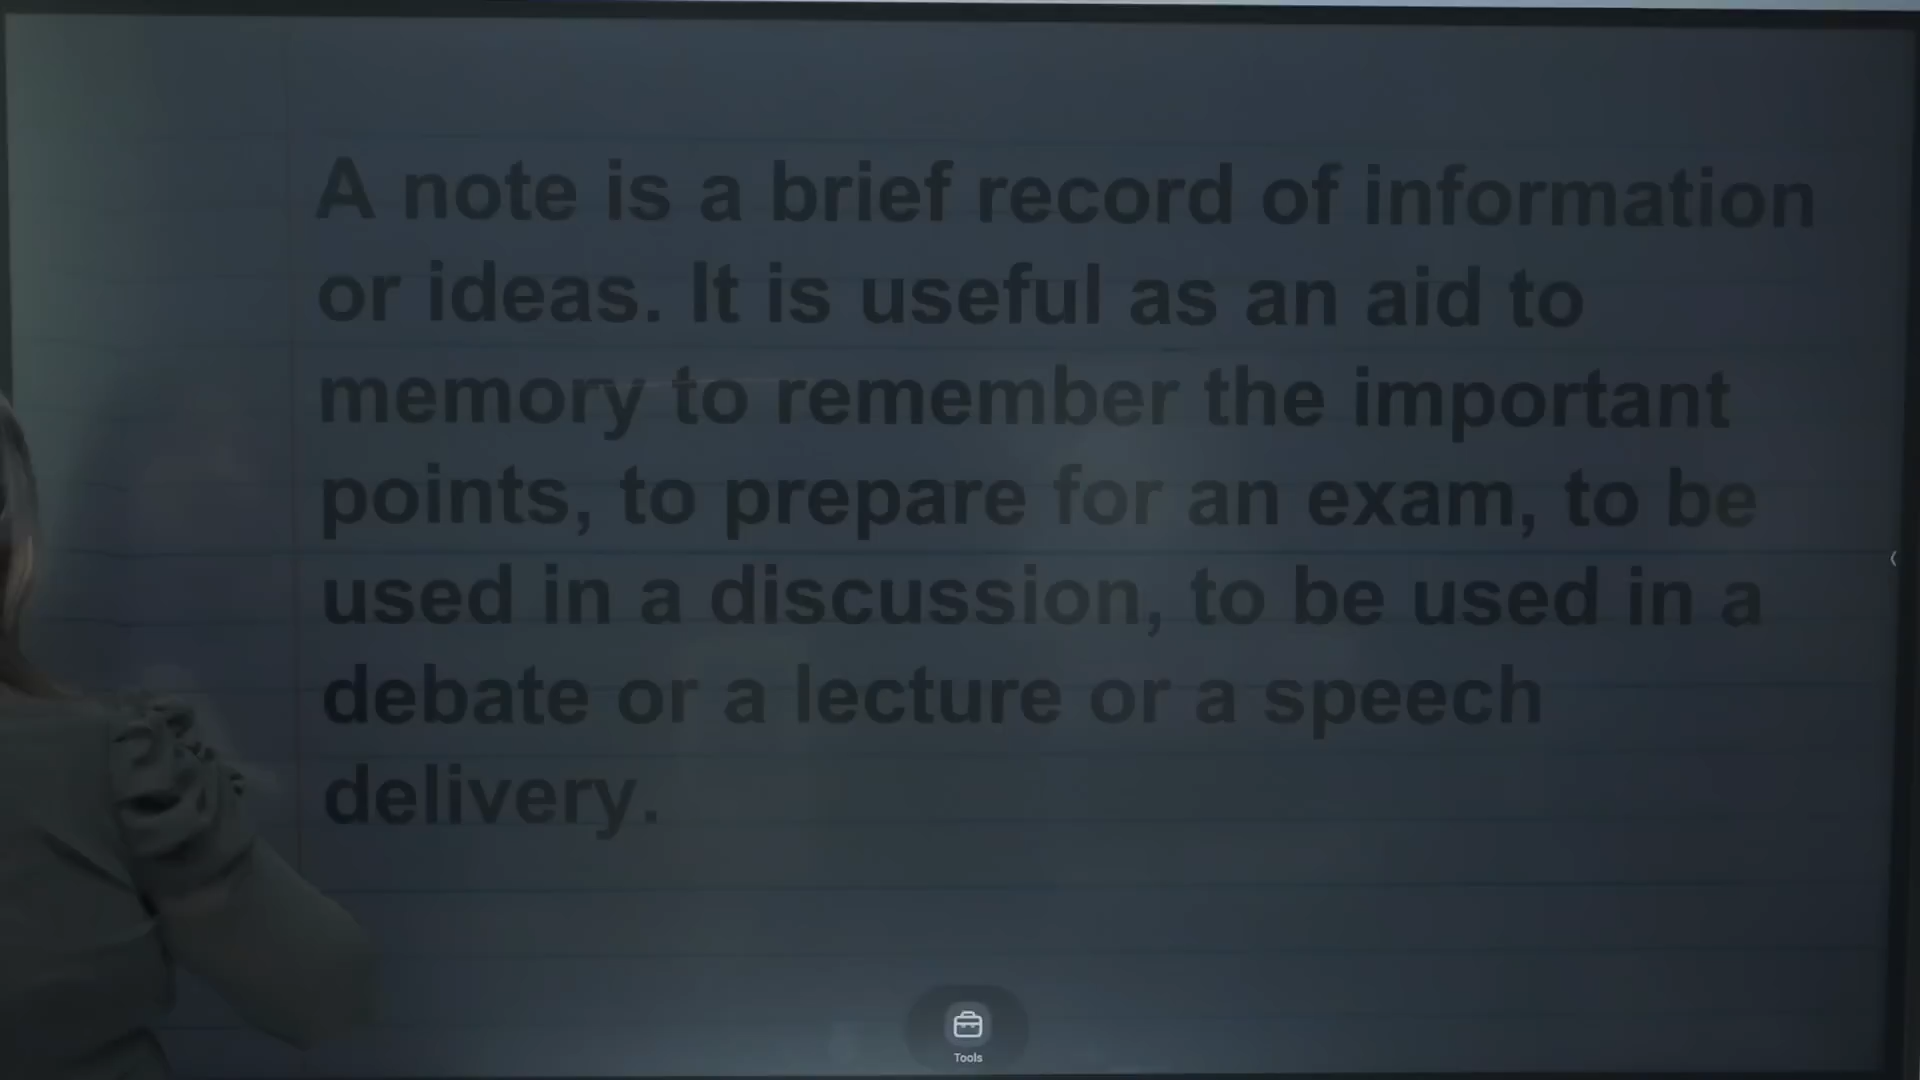 A note is a brief record of information
or ideas. It is useful as an aid to
memory to remember the important
points, to prepare for an exam, to be
used in a discussion, to be used in a
debate or a lecture or a speech
delivery.
Tools